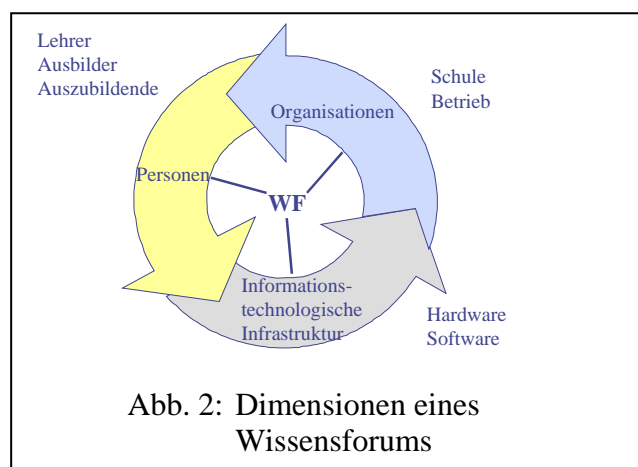 Lehrer
Ausbilder
Auszubildende
Schule
Betrieb
Organisationen
Personen
WF
Informations-
technologische
Infrastruktur
Hardware
Software
Abb. 2: Dimensionen eines
Wissensforums